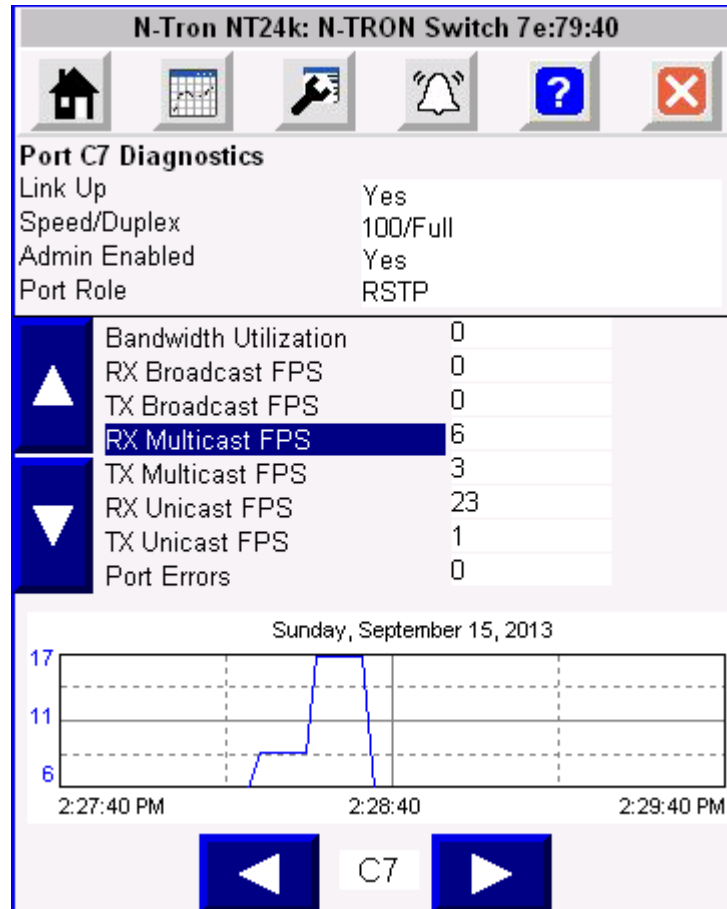 N-Tron NT24k: N-TRON Switch 7e:79:40
?
Port C7 Diagnostics
Link Up Yes
Speed/Duplex 100/Full
Admin Enabled Yes
Port Role RSTP
Bandwidth Utilization 0
RX Broadcast FPS 0
TX Broadcast FPS 0
RX Multicast FPS 6
TX Multicast FPS 3
RX Unicast FPS 23
TX Unicast FPS 1
Port Errors 0
Sunday, September 15, 2013
17
11
6
2:27:40 PM 2:28:40 2:29:40 PM
C7